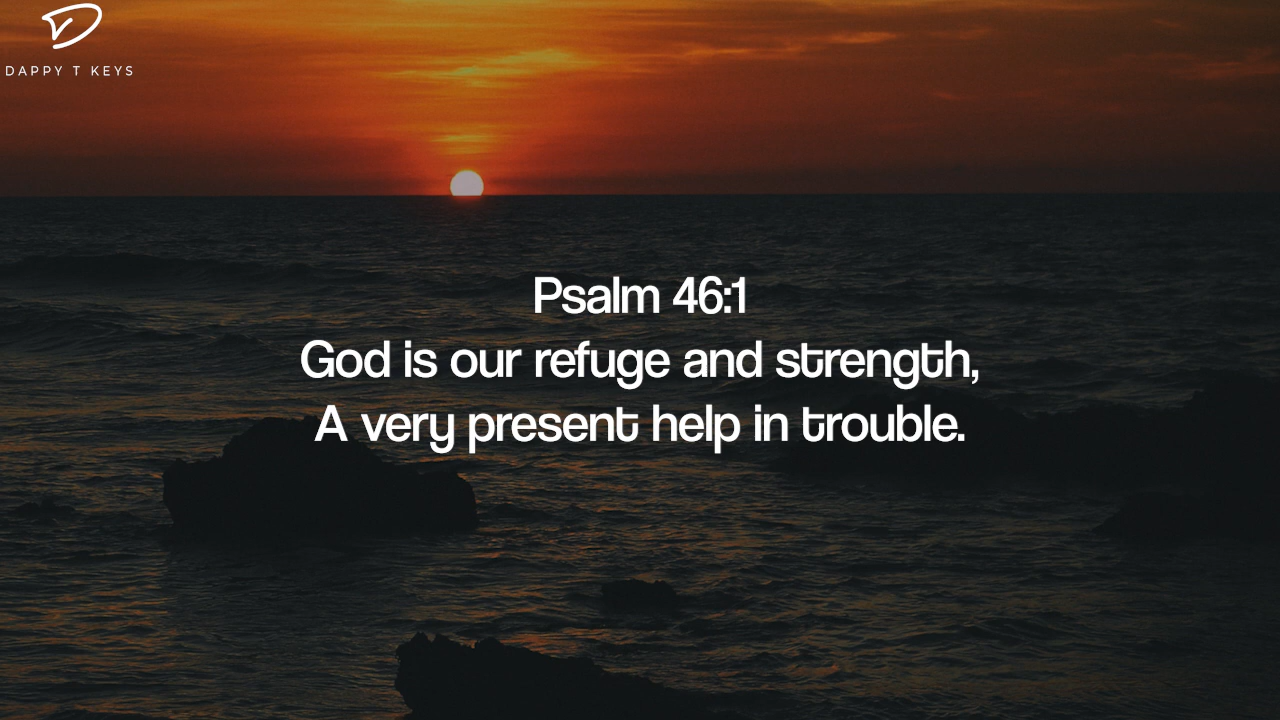 DAPPY T KEYS
Psalm 46:1
God is our refuge and strength,
A very present help in trouble.